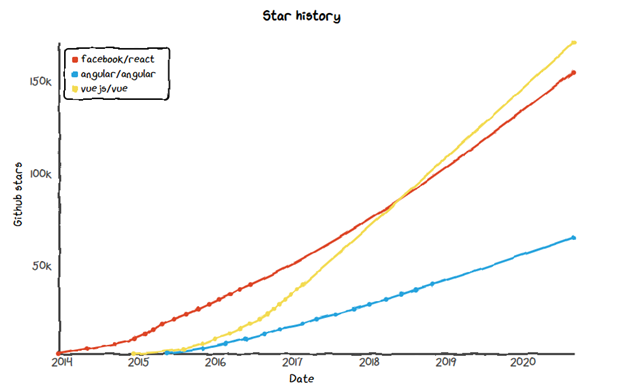 Star history
facebook/react
angular/angular
vuejs/vue
150k
100k
50k
Github stars
2014 2015 2016 2017 2018 2019 2020
Date